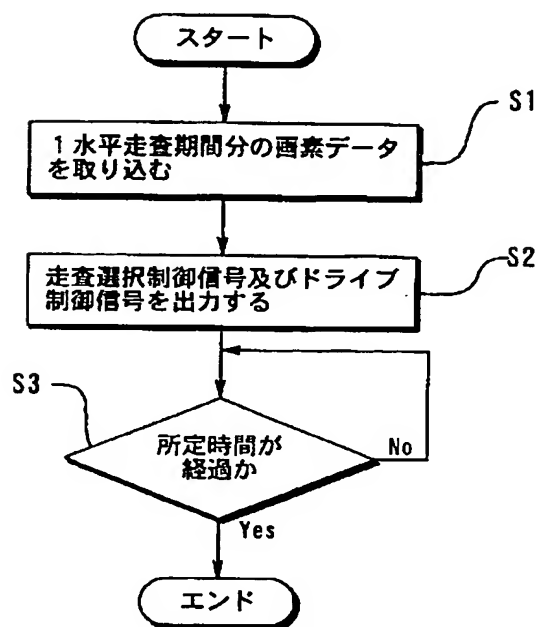 スタート
S1
1水平走査期間分の画素データ
を取り込む
S2
走査選択制御信号及びドライブ
制御信号を出力する
S3
所定時間が
経過か
No
Yes
エンド